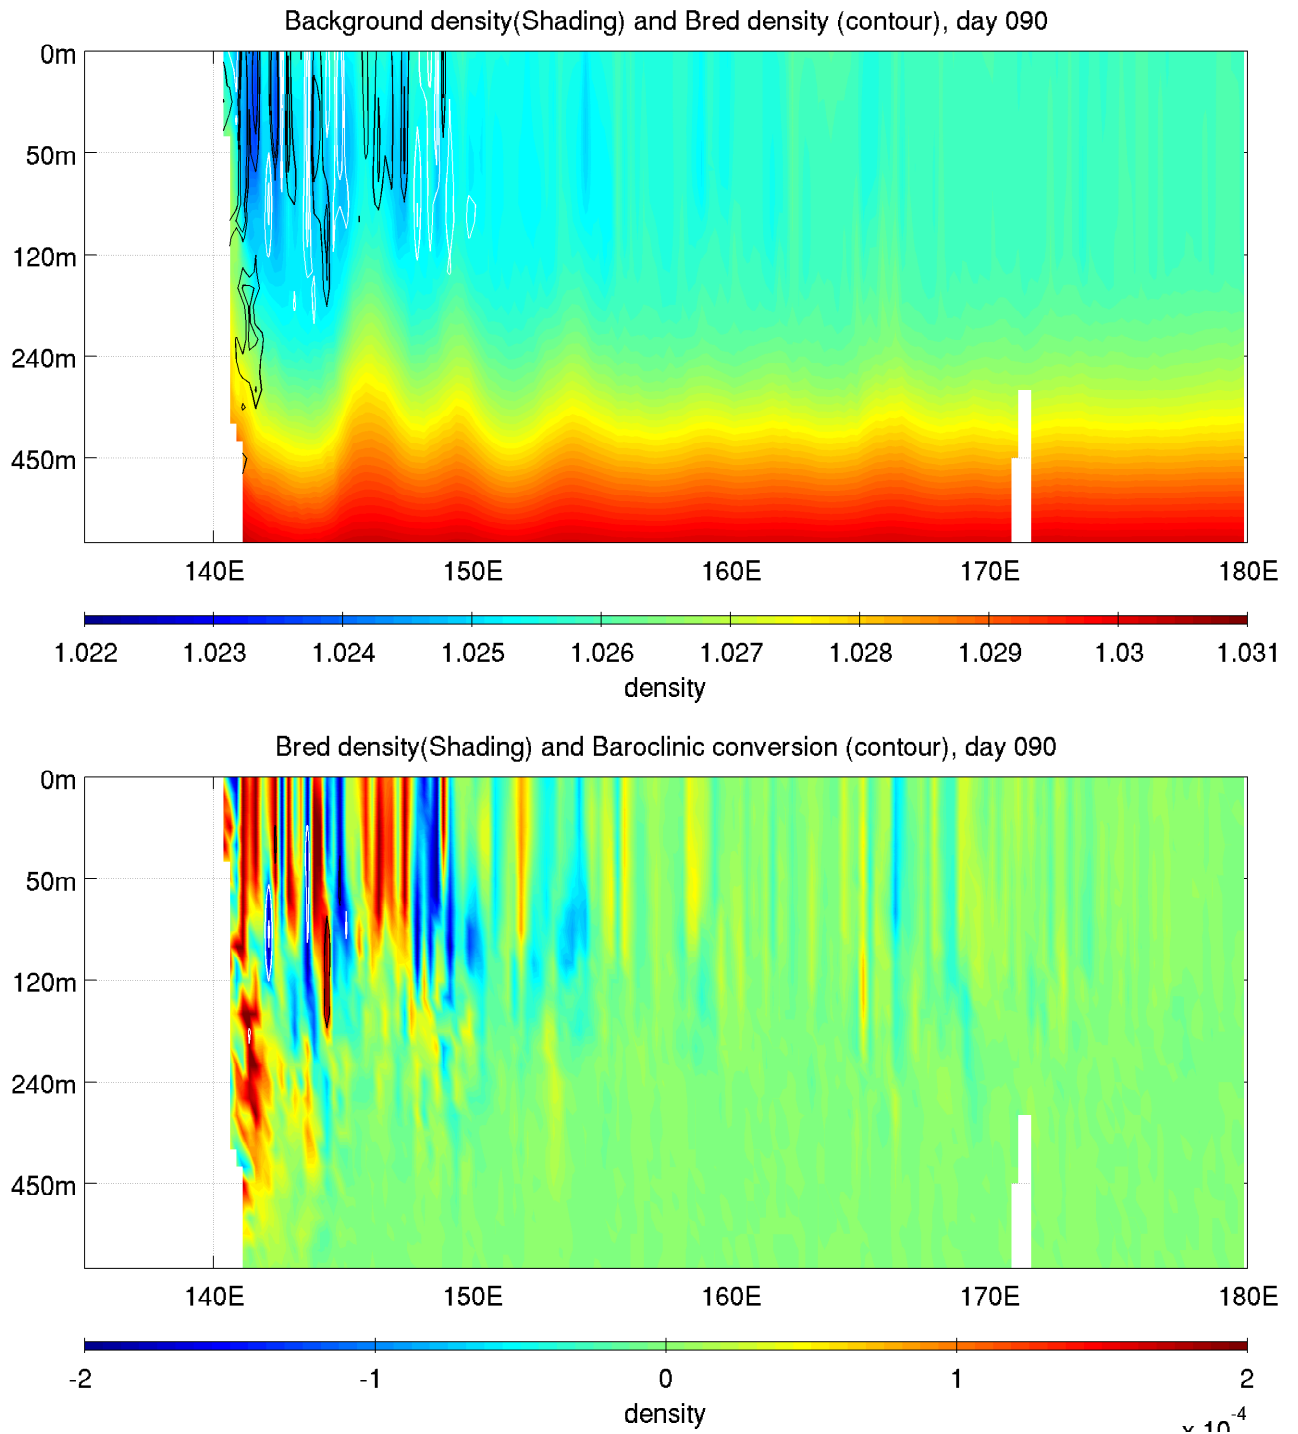 Background density(Shading) and Bred density (contour), day 090
0m
50m
120m
240m
450m
140E 150E 160E 170E 180E
1.022 1.023 1.024 1.025 1.026 1.027 1.028 1.029 1.03 1.031
density
Bred density(Shading) and Baroclinic conversion (contour), day 090
0m
50m
120m
240m
450m
140E 150E 160E 170E 180E
-2 -1 0 1 2
density
x 10-4